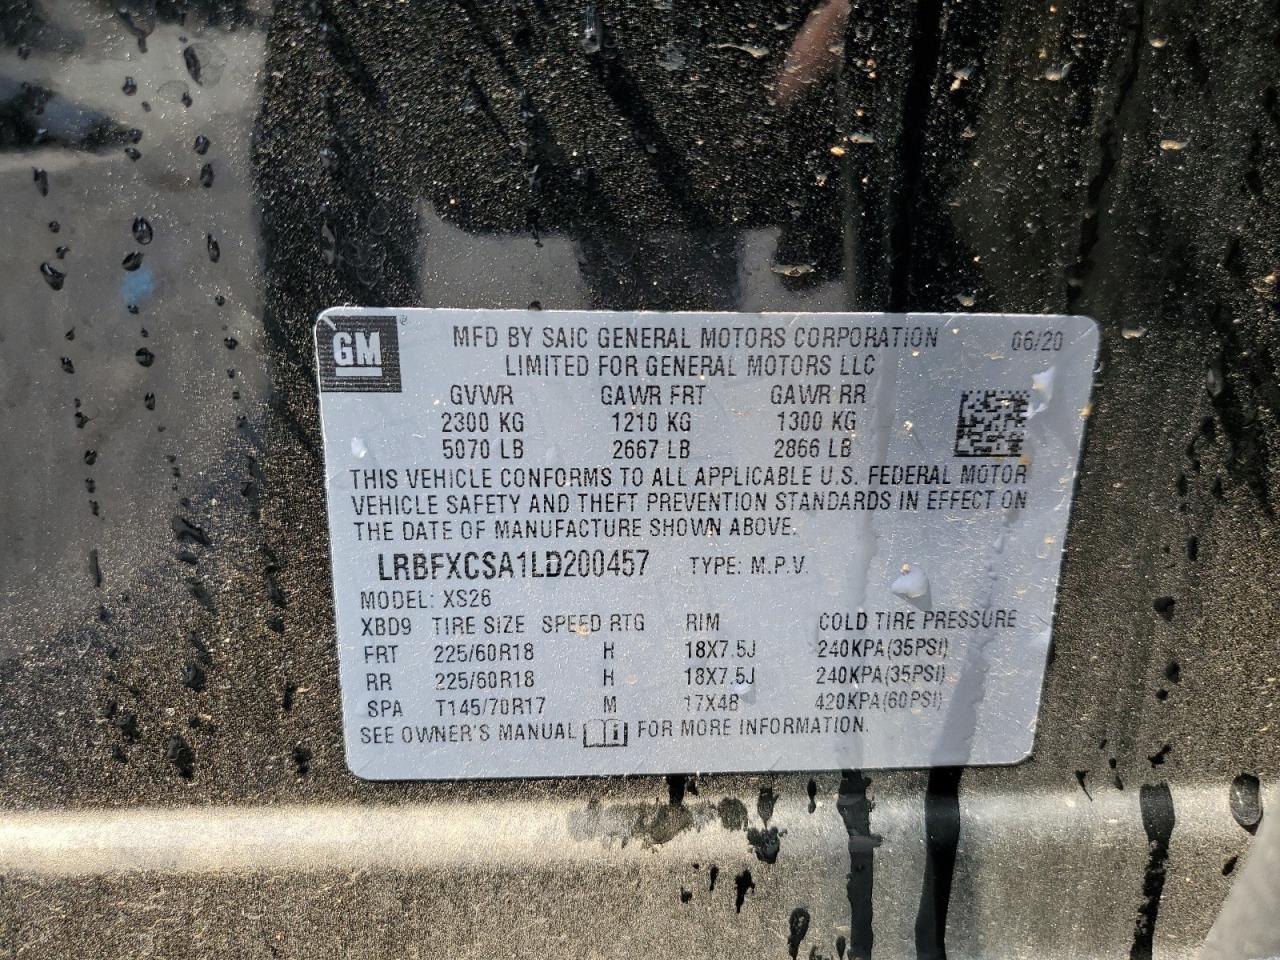 GM ® MFD BY SAIC GENERAL MOTORS CORPORATION 06/20
LIMITED FOR GENERAL MOTORS LLC
GVWR GAWR FRT GAWR RR
2300 KG 1210 KG 1300 KG
5070 LB 2667 LB 2866 LB
THIS VEHICLE CONFORMS TO ALL APPLICABLE U.S. FEDERAL MOTOR
VEHICLE SAFETY AND THEFT PREVENTION STANDARDS IN EFFECT ON
THE DATE OF MANUFACTURE SHOWN ABOVE.
LRBFXCSA1LD200457 TYPE: M.P.V.
MODEL: XS26
XBD9 TIRE SIZE SPEED RTG RIM COLD TIRE PRESSURE
FRT 225/60R18 H 18X7.5J 240KPA(35PSI)
RR 225/60R18 H 18X7.5J 240KPA(35PSI)
SPA T145/70R17 M 17X4B 420KPA(60PSI)
SEE OWNER'S MANUAL i FOR MORE INFORMATION.